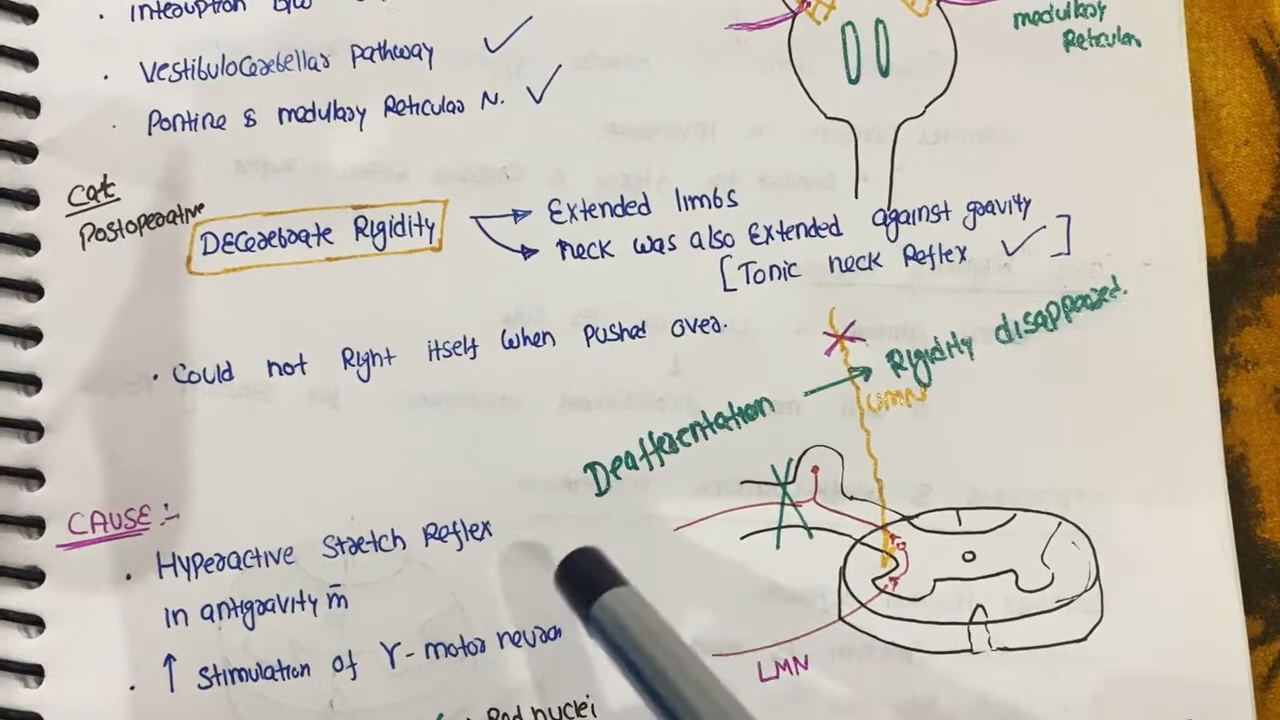 . Interruption b/w
. Vestibulocerebellar pathway ✓
. Pontine & medullary Reticular N. ✓
medullary
Reticular
Cat
Postoperative
DECerebrate Rigidity
Extended limbs
neck was also Extended against gravity
[Tonic neck Reflex ✓]
. Could not Right itself when pushed over.
Deafferentation → Rigidity disappeared.
UMN
CAUSE :-
. Hyperactive Stretch Reflex
in antigravity m̄
. ↑ Stimulation of γ-motor neuron
Red nuclei
LMN